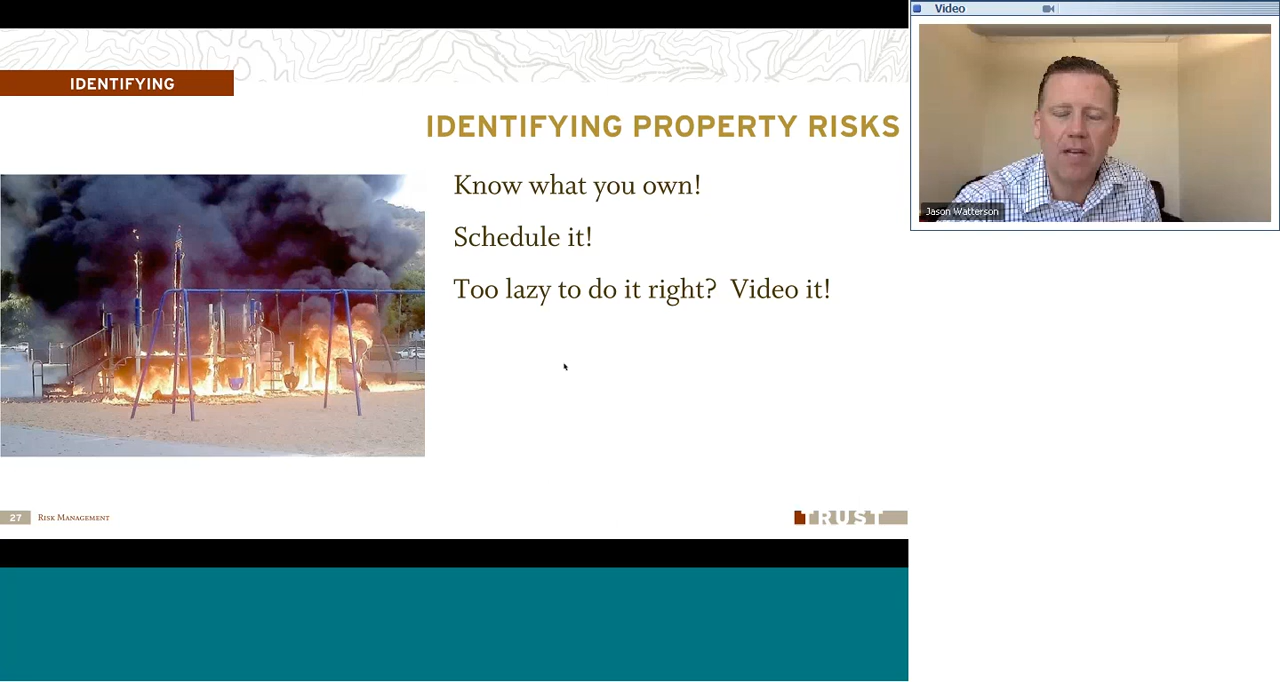 Video
IDENTIFYING
IDENTIFYING PROPERTY RISKS
Know what you own!
Schedule it!
Too lazy to do it right? Video it!
Jason Watterson
27 Risk Management
TRUST